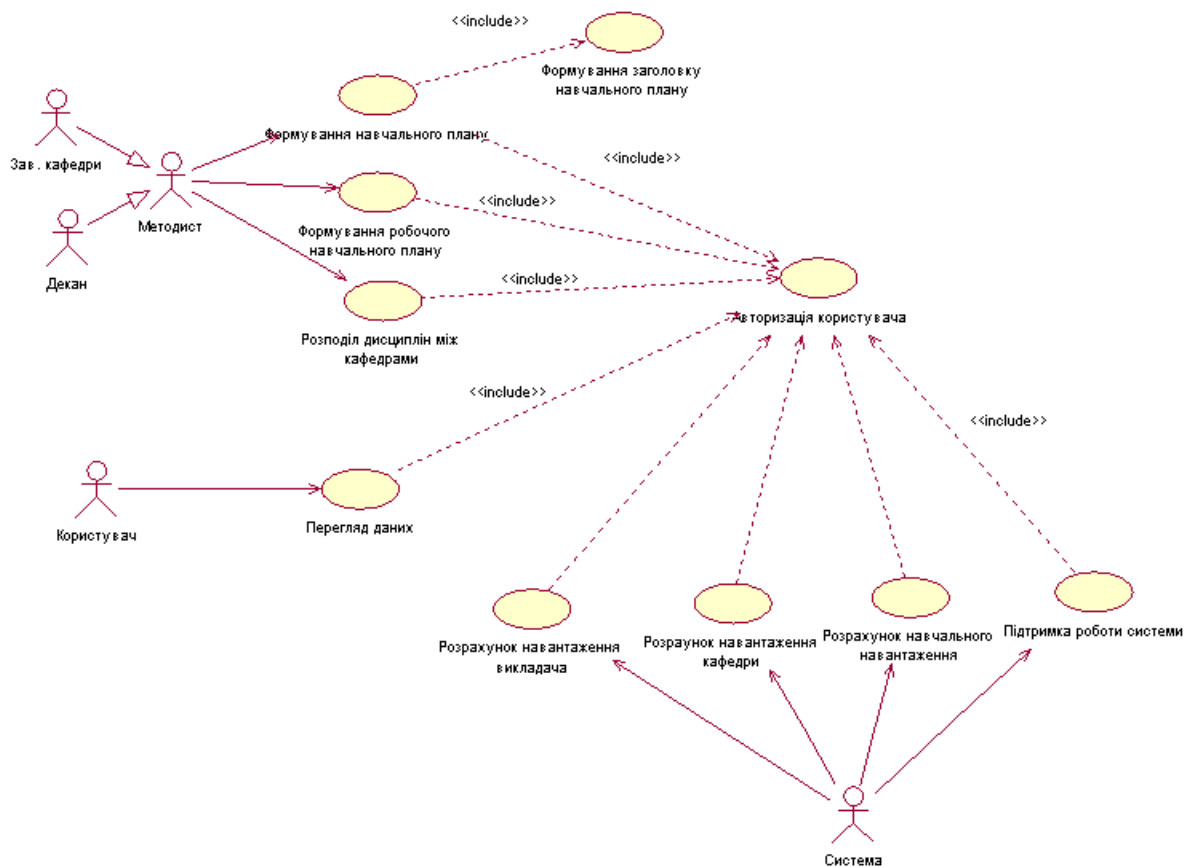 <<include>>
Формування заголовку
навчального плану
Формування навчального плану
<<include>>
Зав. кафедри
Методист
<<include>>
Формування робочого
навчального плану
Декан
<<include>>
Авторизація користувача
Розподіл дисциплін між
кафедрами
<<include>>
<<include>>
Користувач
Перегляд даних
Розрахунок навантаження
викладача
Розраунок навантаження
кафедри
Розрахунок навчального
навантаження
Підтримка роботи системи
Система